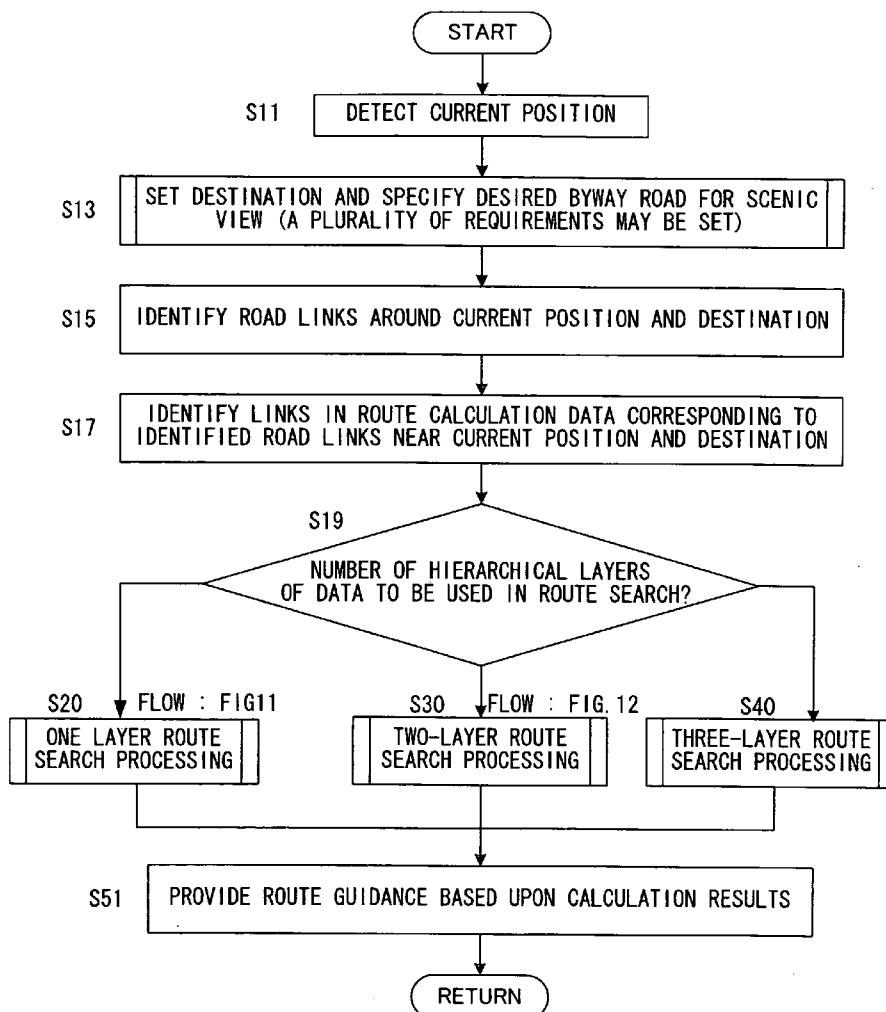 START
S11
DETECT CURRENT POSITION
S13
SET DESTINATION AND SPECIFY DESIRED BYWAY ROAD FOR SCENIC
VIEW (A PLURALITY OF REQUIREMENTS MAY BE SET)
S15
IDENTIFY ROAD LINKS AROUND CURRENT POSITION AND DESTINATION
S17
IDENTIFY LINKS IN ROUTE CALCULATION DATA CORRESPONDING TO
IDENTIFIED ROAD LINKS NEAR CURRENT POSITION AND DESTINATION
S19
NUMBER OF HIERARCHICAL LAYERS
OF DATA TO BE USED IN ROUTE SEARCH?
S20 FLOW : FIG11
ONE LAYER ROUTE
SEARCH PROCESSING
S30 FLOW : FIG.12
TWO-LAYER ROUTE
SEARCH PROCESSING
S40
THREE-LAYER ROUTE
SEARCH PROCESSING
S51
PROVIDE ROUTE GUIDANCE BASED UPON CALCULATION RESULTS
RETURN